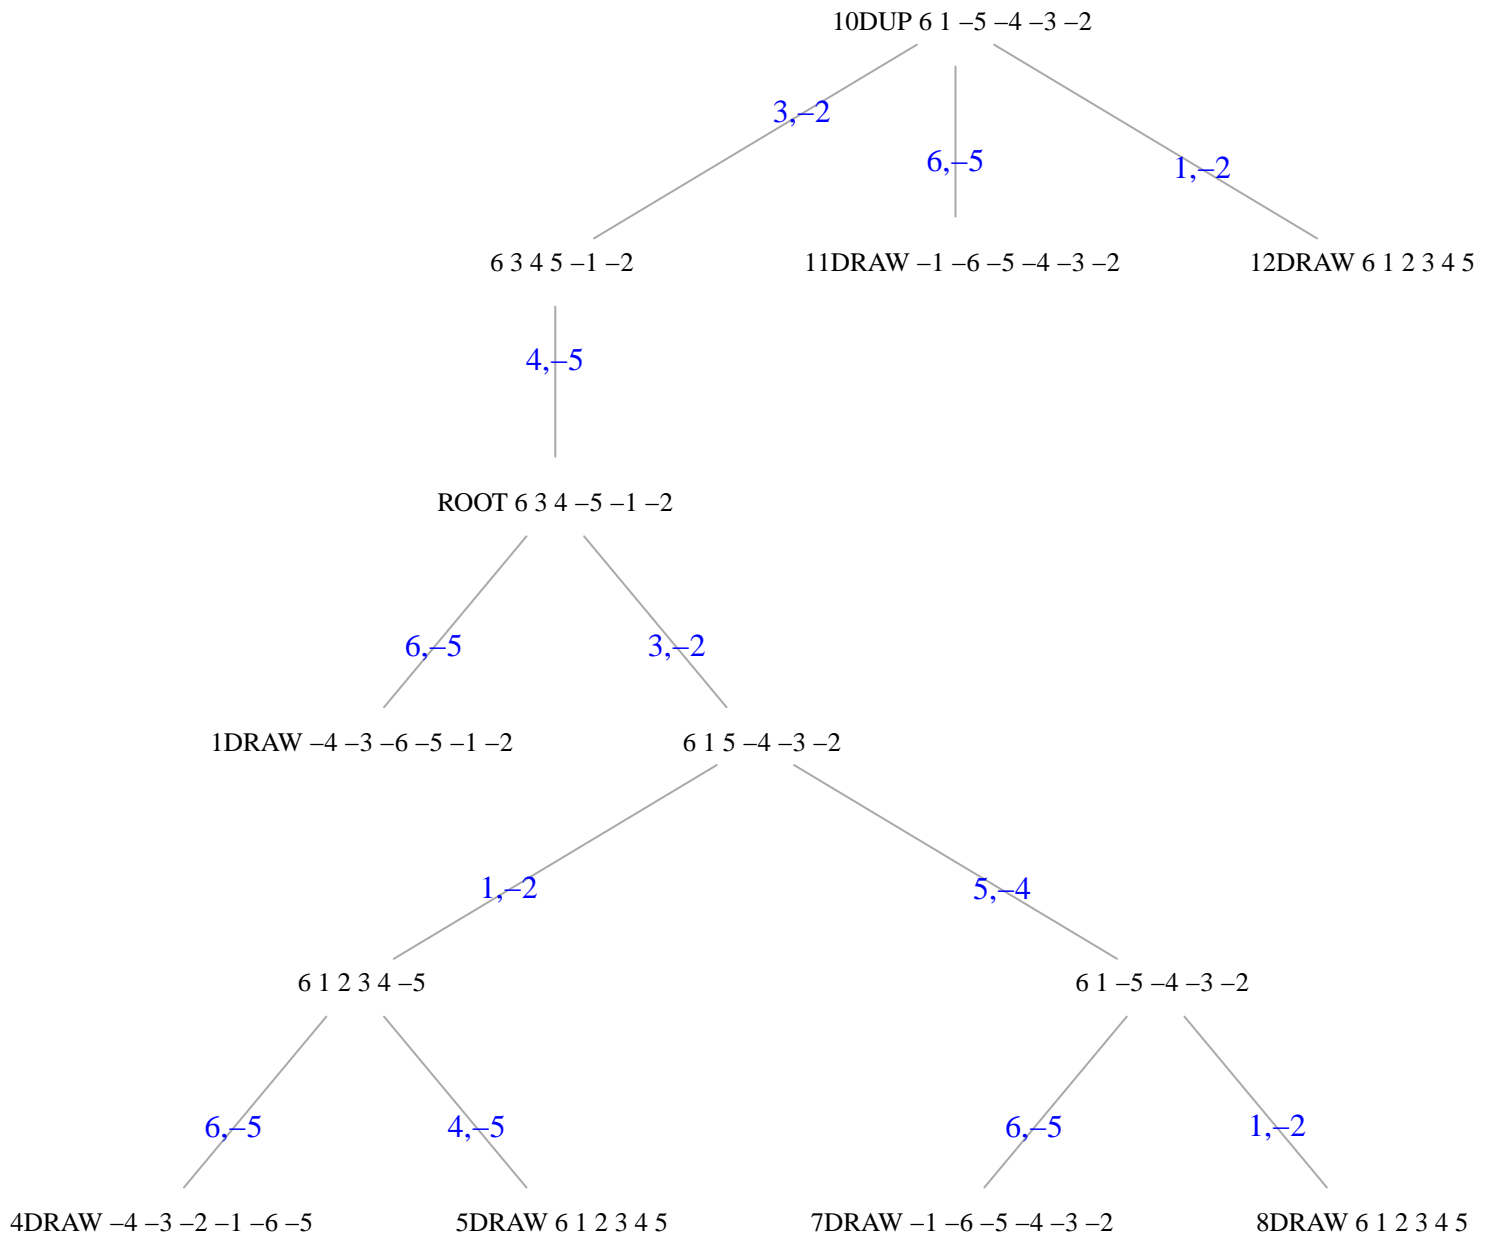 10DUP 6 1 –5 –4 –3 –2
3,–2
6,–5
1,–2
6 3 4 5 –1 –2
11DRAW –1 –6 –5 –4 –3 –2
12DRAW 6 1 2 3 4 5
4,–5
ROOT 6 3 4 –5 –1 –2
6,–5
3,–2
1DRAW –4 –3 –6 –5 –1 –2
6 1 5 –4 –3 –2
1,–2
5,–4
6 1 2 3 4 –5
6 1 –5 –4 –3 –2
6,–5
4,–5
6,–5
1,–2
4DRAW –4 –3 –2 –1 –6 –5
5DRAW 6 1 2 3 4 5
7DRAW –1 –6 –5 –4 –3 –2
8DRAW 6 1 2 3 4 5